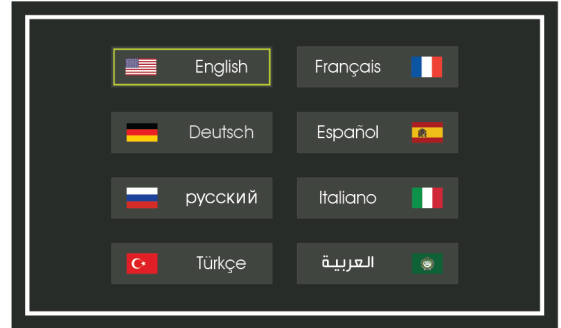 English
Français
Deutsch
Español
русский
Italiano
Türkçe
العربية